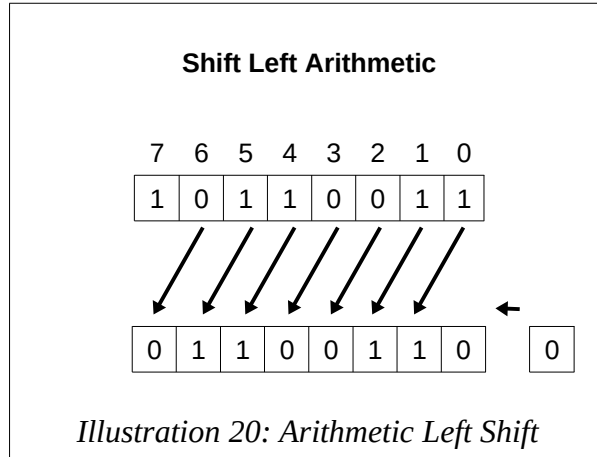 Shift Left Arithmetic
7 6 5 4 3 2 1 0
1 0 1 1 0 0 1 1
0 1 1 0 0 1 1 0 0
Illustration 20: Arithmetic Left Shift